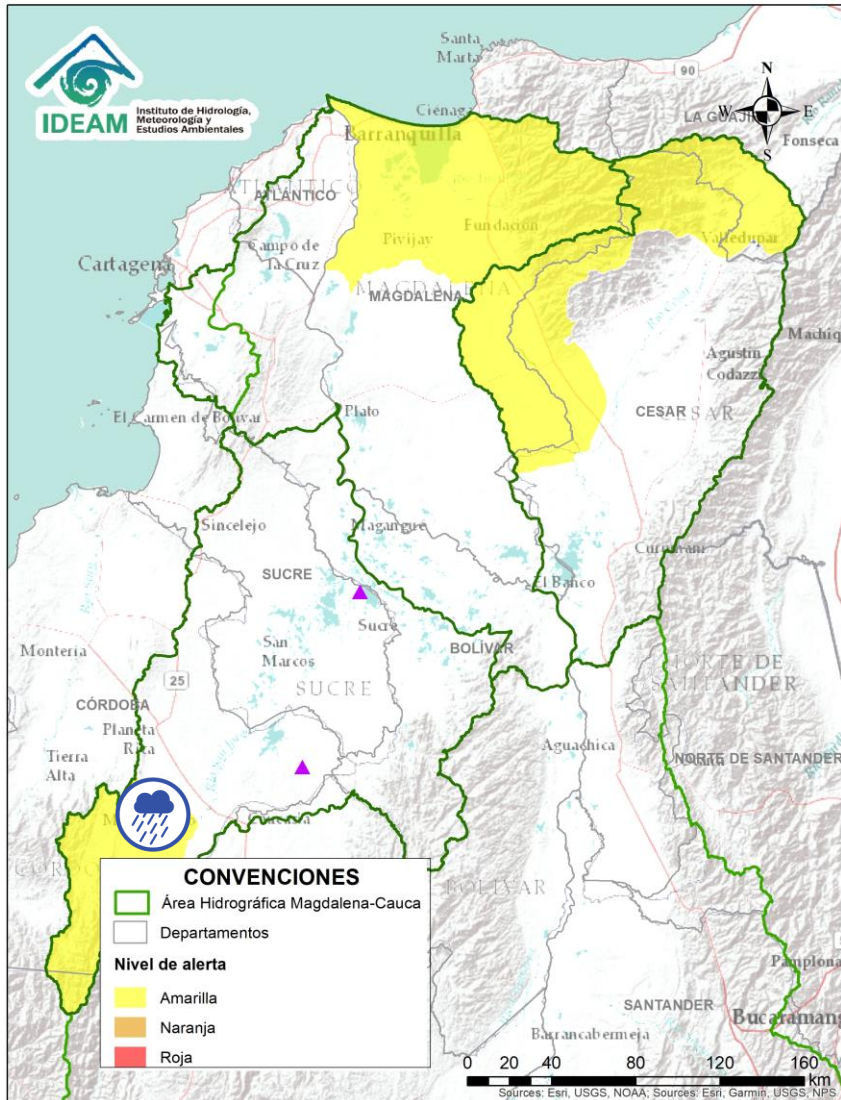 IDEAM
Instituto de Hidrología,
Meteorología y
Estudios Ambientales
Santa
Marta
90
N
W
E
S
Ciénaga
LA GUAJIRA
Fonseca
Barranquilla
ATLÁNTICO
ATLÁNTICO
Fundación
Pivijay
Valledupar
Campo de
la Cruz
Cartagena
MAGDALENA
MAGDALENA
Agustín
Codazzi
El Carmen de Bolívar
Plato
CESAR
CESAR
Sincelejo
Magangue
Curumaní
SUCRE
El Banco
Sucre
San
Marcos
BOLÍVAR
Montería
SUCRE
25
NORTE DE
SANTANDER
CÓRDOBA
Planeta
Rica
Tierra
Alta
Aguachica
NORTE DE SANTANDER
BOLÍVAR
CONVENCIONES
Área Hidrográfica Magdalena-Cauca
Departamentos
Nivel de alerta
Amarilla
Naranja
Roja
Pamplona
SANTANDER
Bucaramang
Barrancabermeja
0 20 40 80 120 160
km
Sources: Esri, USGS, NOAA; Sources: Esri, Garmin, USGS, NPS